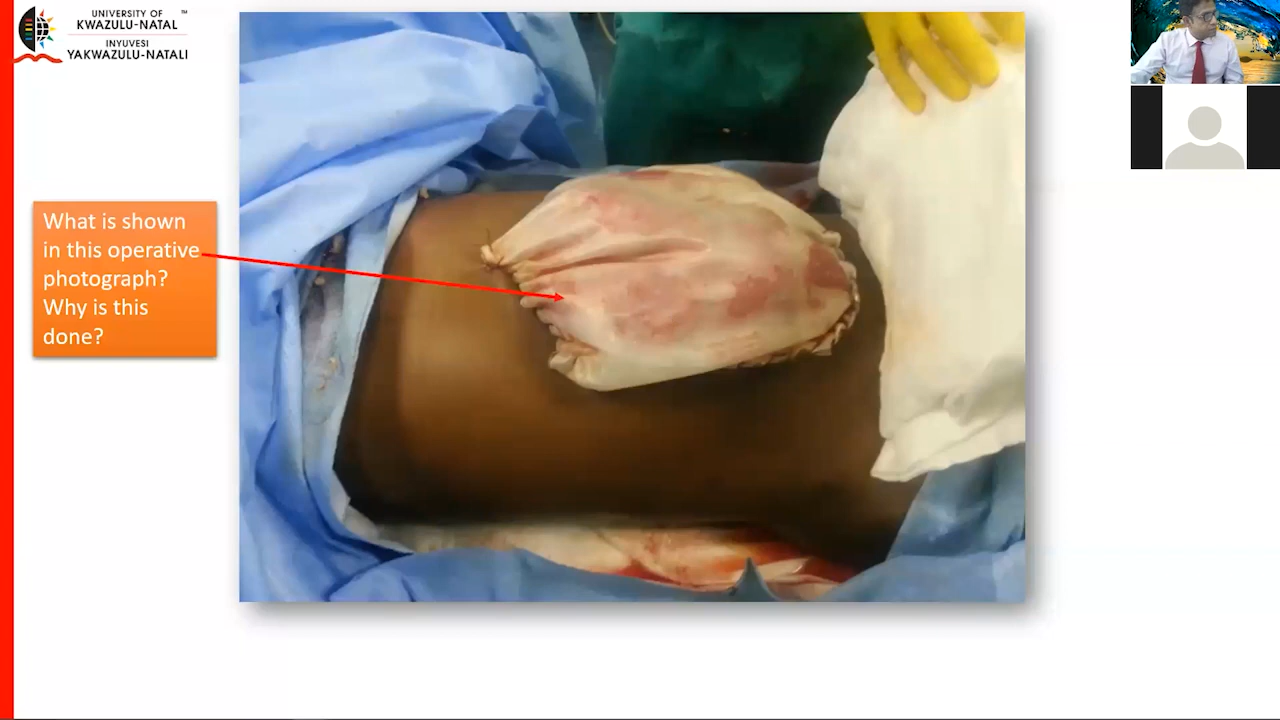 UNIVERSITY OF ™
KWAZULU-NATAL
INYUVESI
YAKWAZULU-NATALI
What is shown
in this operative
photograph?
Why is this
done?